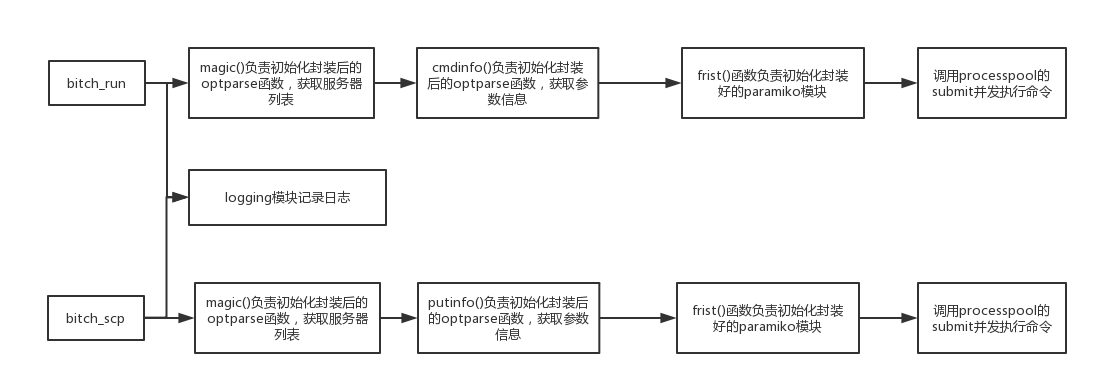 bitch_run
magic()负责初始化封装后的
optparse函数，获取服务器
列表
cmdinfo()负责初始化封装
后的optparse函数，获取参
数信息
frist()函数负责初始化封装
好的paramiko模块
调用processpool的
submit并发执行命令
logging模块记录日志
bitch_scp
magic()负责初始化封装后的
optparse函数，获取服务器
列表
putinfo()负责初始化封装后
的optparse函数，获取参数
信息
frist()函数负责初始化封装
好的paramiko模块
调用processpool的
submit并发执行命令